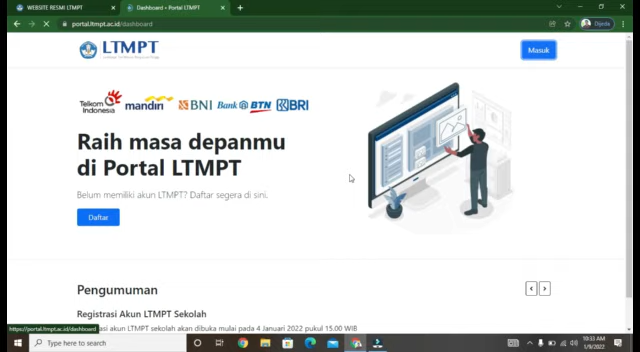 WEBSITE RESMI LTMPT
Dashboard • Portal LTMPT
portal.ltmpt.ac.id/dashboard
Dijeda
LTMPT
Masuk
Telkom
Indonesia
mandiri
BNI
Bank BTN
BRI
Raih masa depanmu
di Portal LTMPT
Belum memiliki akun LTMPT? Daftar segera di sini.
Daftar
Pengumuman
Registrasi Akun LTMPT Sekolah
https://portal.ltmpt.ac.id/dashboard
asi akun LTMPT sekolah akan dibuka mulai pada 4 Januari 2022 pukul 15.00 WIB
Type here to search
10:33 AM
1/9/2022